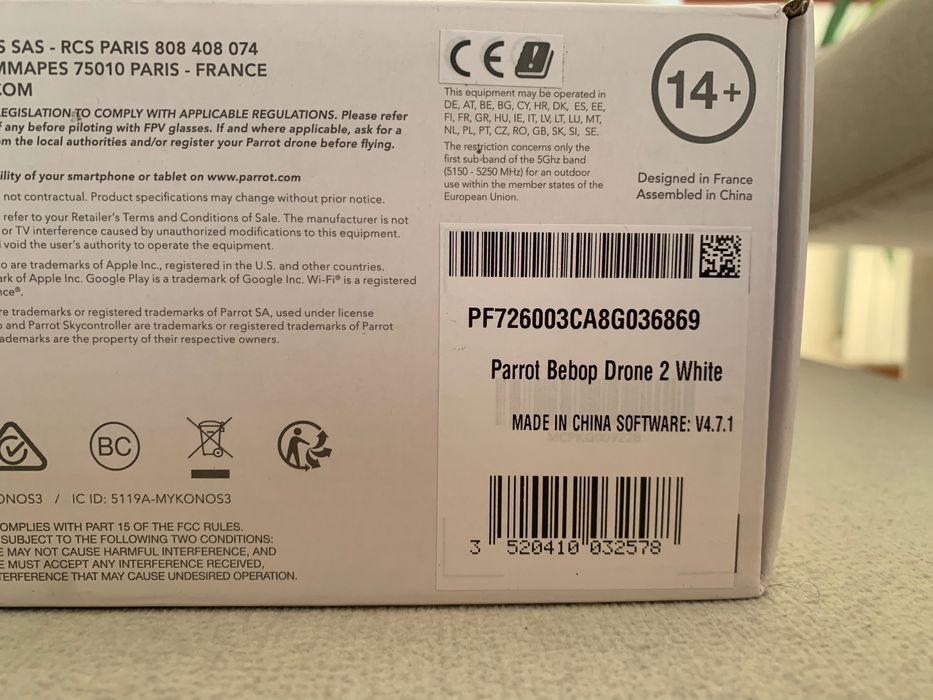 S SAS - RCS PARIS 808 408 074
MMAPES 75010 PARIS - FRANCE
COM
LEGISLATION TO COMPLY WITH APPLICABLE REGULATIONS. Please refer
f any before piloting with FPV glasses. If and where applicable, ask for a
m the local authorities and/or register your Parrot drone before flying.
ility of your smartphone or tablet on www.parrot.com
not contractual. Product specifications may change without prior notice.
refer to your Retailer's Terms and Conditions of Sale. The manufacturer is not
or TV interference caused by unauthorized modifications to this equipment.
void the user's authority to operate the equipment.
o are trademarks of Apple Inc., registered in the U.S. and other countries.
ark of Apple Inc. Google Play is a trademark of Google Inc. Wi-Fi® is a registered
nce®.
re trademarks or registered trademarks of Parrot SA, used under license
o and Parrot Skycontroller are trademarks or registered trademarks of Parrot
ademarks are the property of their respective owners.
BC
ONOS3 / IC ID: 5119A-MYKONOS3
OMPLIES WITH PART 15 OF THE FCC RULES.
SUBJECT TO THE FOLLOWING TWO CONDITIONS:
E MAY NOT CAUSE HARMFUL INTERFERENCE, AND
E MUST ACCEPT ANY INTERFERENCE RECEIVED,
TERFERENCE THAT MAY CAUSE UNDESIRED OPERATION.
CE !
This equipment may be operated in
DE, AT, BE, BG, CY, HR, DK, ES, EE,
FI, FR, GR, HU, IE, IT, LV, LT, LU, MT,
NL, PL, PT, CZ, RO, GB, SK, SI, SE.
The restriction concerns only the
first sub-band of the 5Ghz band
(5150 - 5250 MHz) for an outdoor
use within the member states of the
European Union.
14+
Designed in France
Assembled in China
PF726003CA8G036869
Parrot Bebop Drone 2 White
MADE IN CHINA SOFTWARE: V4.7.1
3 520410 032578